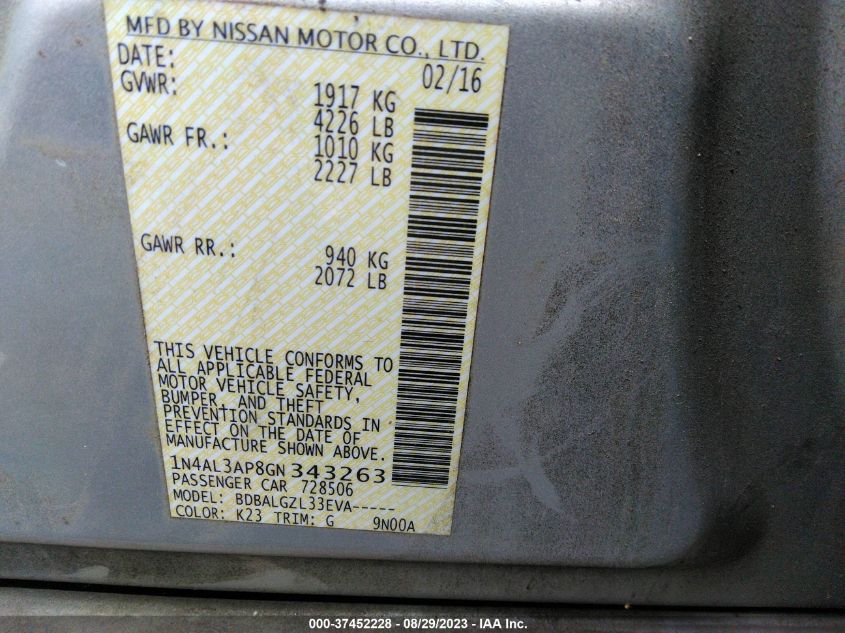 MFD BY NISSAN MOTOR CO., LTD.
DATE: 02/16
GVWR: 1917 KG
4226 LB
GAWR FR.: 1010 KG
2227 LB
GAWR RR.: 940 KG
2072 LB
THIS VEHICLE CONFORMS TO
ALL APPLICABLE FEDERAL
MOTOR VEHICLE SAFETY,
BUMPER, AND THEFT
PREVENTION STANDARDS IN
EFFECT ON THE DATE OF
MANUFACTURE SHOWN ABOVE.
1N4AL3AP8GN343263
PASSENGER CAR 728506
MODEL: BDBALGZL33EVA-----
COLOR: K23 TRIM: G 9N00A
000-37452228 - 08/29/2023 - IAA Inc.